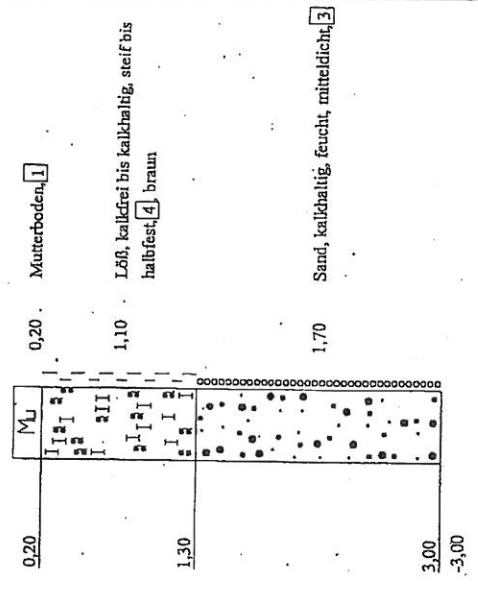 Mu
0,20
0,20 Mutterboden, 1
1,10 Löß, kalkfrei bis kalkhaltig, steif bis
halbfest, 4, braun
1,30
1,70 Sand, kalkhaltig, feucht, mitteldicht, 3
3,00
-3,00